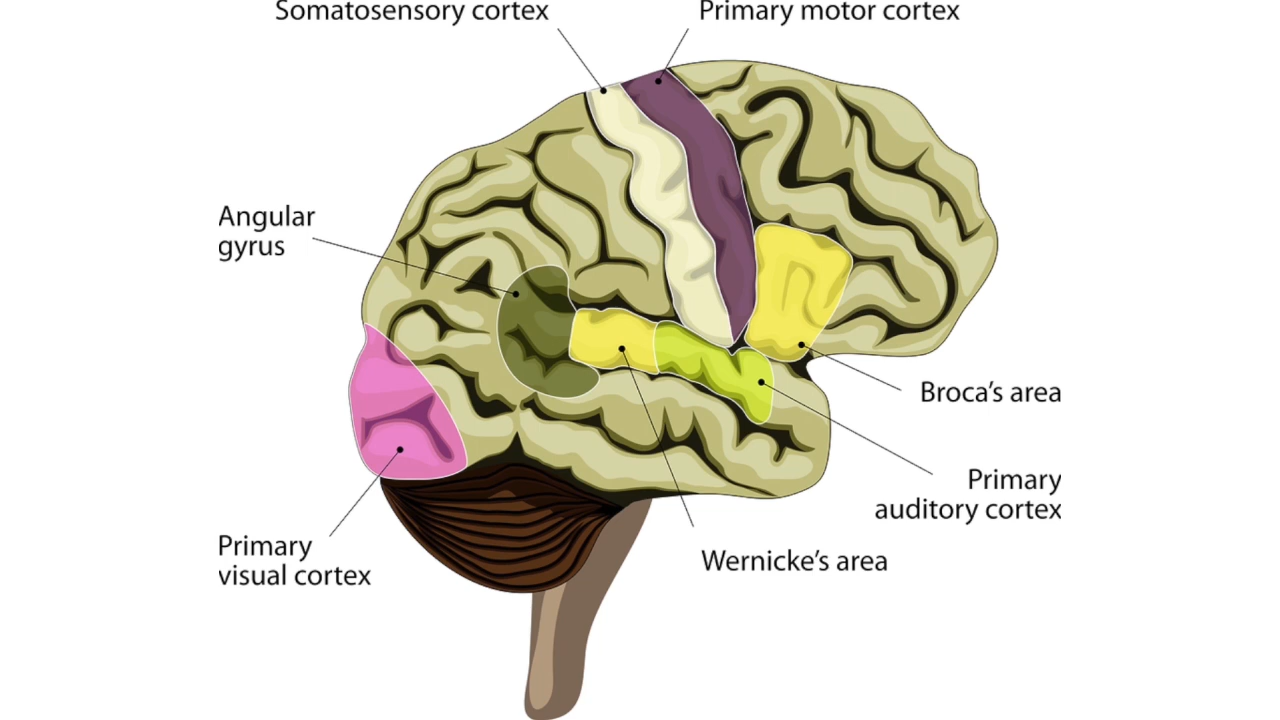 Somatosensory cortex
Primary motor cortex
Angular
gyrus
Broca’s area
Primary
auditory cortex
Primary
visual cortex
Wernicke’s area